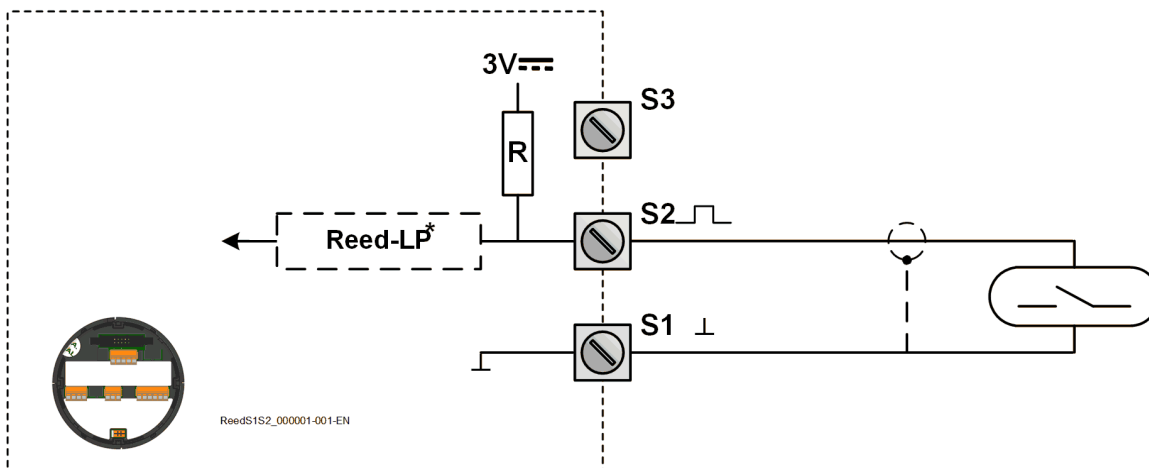 3V
S3
R
S2
Reed-LP*
S1
ReedS1S2_000001-001-EN